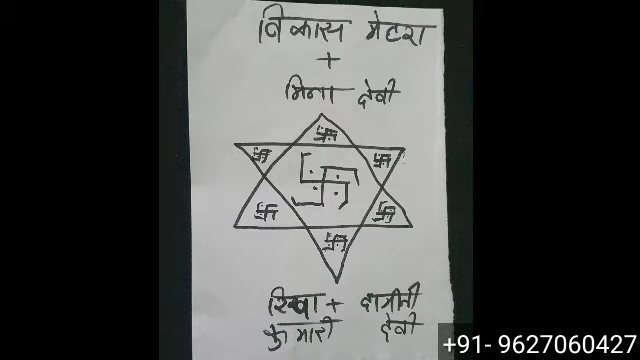 विकास मेहरा
+
मिना देवी
रिखा + दामीनी
कुमारी देवी
+91- 9627060427